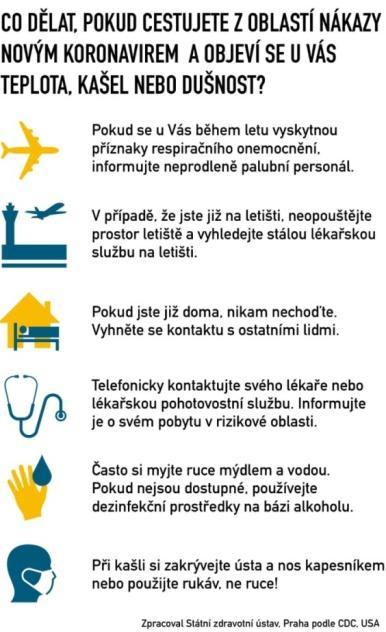 CO DĚLAT, POKUD CESTUJETE Z OBLASTÍ NÁKAZY
NOVÝM KORONAVIREM A OBJEVÍ SE U VÁS
TEPLOTA, KAŠEL NEBO DUŠNOST?
Pokud se u Vás během letu vyskytnou
příznaky respiračního onemocnění,
informujte neprodleně palubní personál.
V případě, že jste již na letišti, neopouštějte
prostor letiště a vyhledejte stálou lékařskou
službu na letišti.
Pokud jste již doma, nikam nechoďte.
Vyhněte se kontaktu s ostatními lidmi.
Telefonicky kontaktujte svého lékaře nebo
lékařskou pohotovostní službu. Informujte
je o svém pobytu v rizikové oblasti.
Často si myjte ruce mýdlem a vodou.
Pokud nejsou dostupné, používejte
dezinfekční prostředky na bázi alkoholu.
Při kašli si zakrývejte ústa a nos kapesníkem
nebo použijte rukáv, ne ruce!
Zpracoval Státní zdravotní ústav, Praha podle CDC, USA